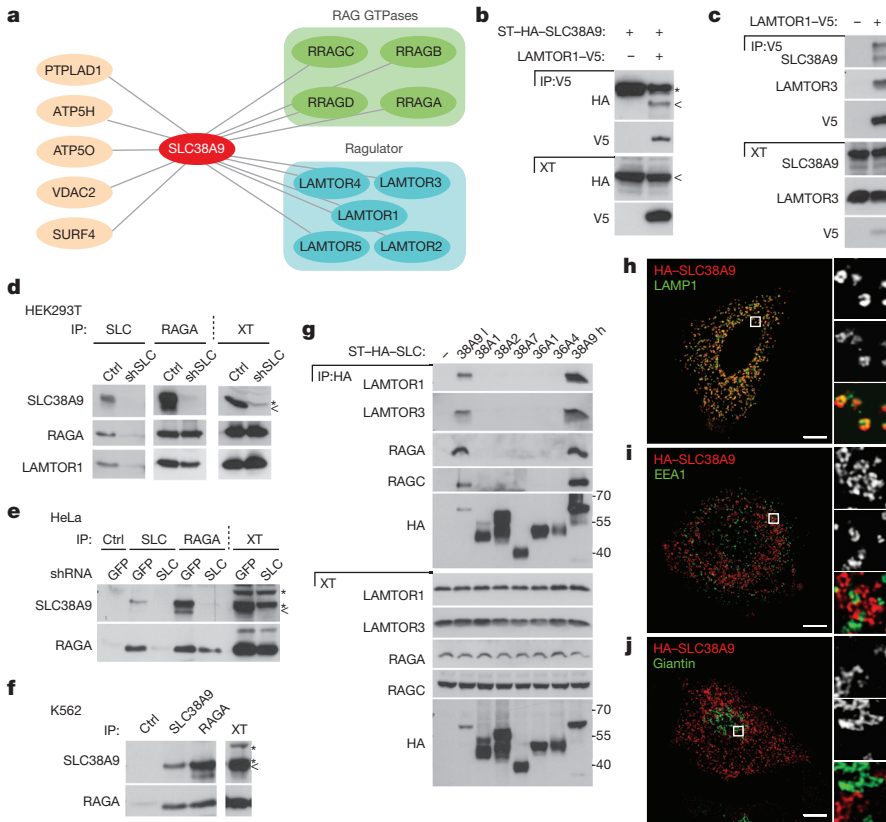 a
RAG GTPases
RRAGC
RRAGB
RRAGD
RRAGA
PTPLAD1
ATP5H
ATP5O
VDAC2
SURF4
SLC38A9
Ragulator
LAMTOR4
LAMTOR3
LAMTOR1
LAMTOR5
LAMTOR2
b
ST–HA–SLC38A9: + +
LAMTOR1–V5: – +
IP:V5
HA
*
<
V5
XT
HA
<
V5
c
LAMTOR1–V5: – +
IP:V5
SLC38A9
LAMTOR3
V5
XT
SLC38A9
LAMTOR3
V5
d
HEK293T
IP: SLC RAGA XT
Ctrl shSLC Ctrl shSLC Ctrl shSLC
SLC38A9
*
<
RAGA
LAMTOR1
e
HeLa
IP: Ctrl SLC RAGA XT
shRNA GFP GFP SLC GFP SLC GFP SLC
*
SLC38A9
*
<
RAGA
f
K562
IP: Ctrl SLC38A9 RAGA XT
*
SLC38A9
*
<
RAGA
g
ST–HA–SLC: – 38A9 l 38A1 38A2 38A7 36A1 36A4 38A9 h
IP:HA
LAMTOR1
LAMTOR3
RAGA
RAGC
HA
70
55
40
XT
LAMTOR1
LAMTOR3
RAGA
RAGC
HA
70
55
40
h
HA–SLC38A9
LAMP1
i
HA–SLC38A9
EEA1
j
HA–SLC38A9
Giantin